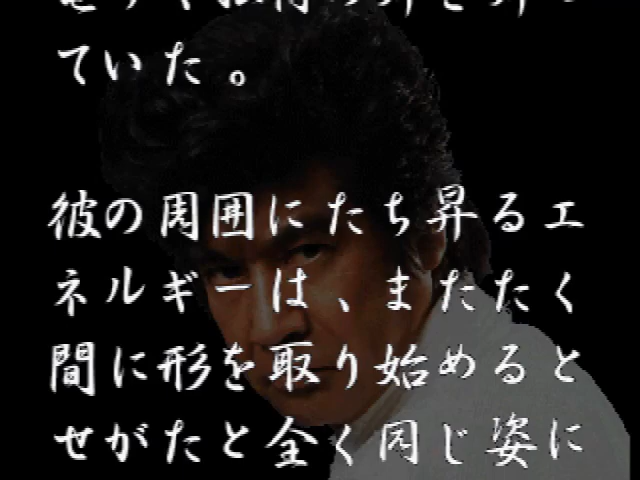 ていた。
彼の周囲にたち昇るエ
ネルギーは、またたく
間に形を取り始めると
せがたと全く同じ姿に